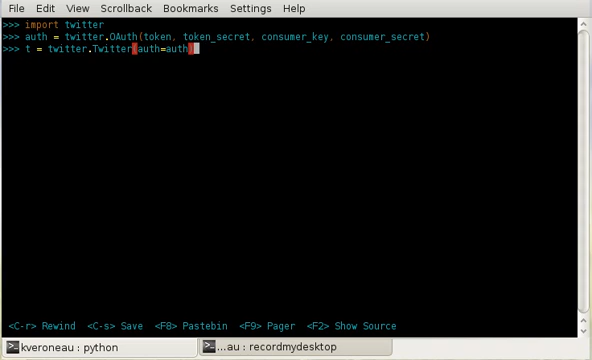 File Edit View Scrollback Bookmarks Settings Help
>>> import twitter
>>> auth = twitter.OAuth(token, token_secret, consumer_key, consumer_secret)
>>> t = twitter.Twitter(auth=auth)
<C-r> Rewind <C-s> Save <F8> Pastebin <F9> Pager <F2> Show Source
kveroneau : python ...au : recordmydesktop